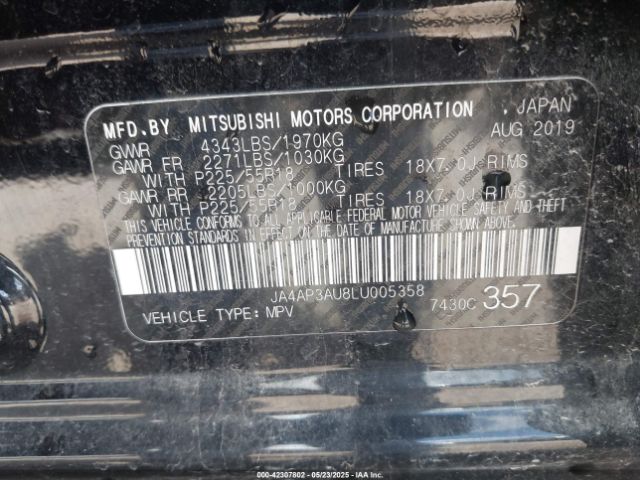 MFD.BY MITSUBISHI MOTORS CORPORATION , JAPAN
GVWR 4343LBS/1970KG AUG 2019
GAWR FR 2271LBS/1030KG
WITH P225/55R18 TIRES 18X7.0J RIMS
GAWR RR 2205LBS/1000KG
WITH P225/55R18 TIRES 18X7.0J RIMS
THIS VEHICLE CONFORMS TO ALL APPLICABLE FEDERAL MOTOR VEHICLE SAFETY AND THEFT
PREVENTION STANDARDS IN EFFECT ON THE DATE OF MANUFACTURE SHOWN ABOVE.
JA4AP3AU8LU005358
VEHICLE TYPE: MPV 7430C 357
000-42307802 - 05/23/2025 - © IAA Holdings, LLC